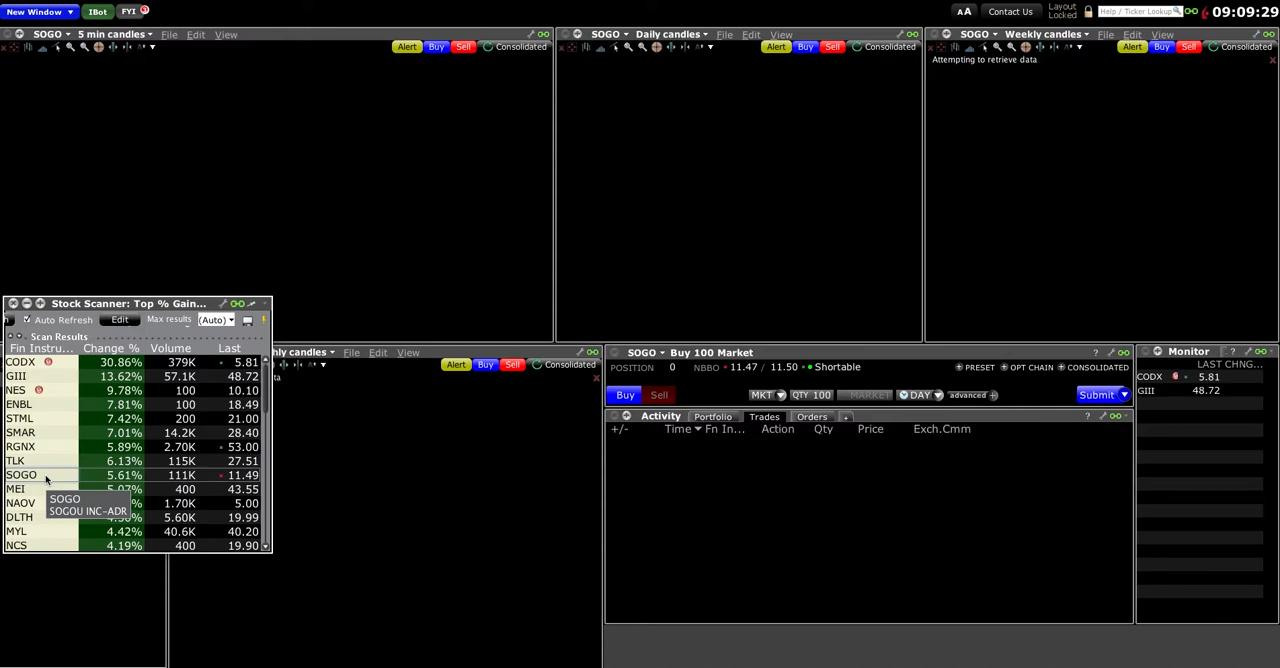 New Window ▾ IBot FYI
AA Contact Us Layout Locked Help / Ticker Lookup 09:09:29
SOGO 5 min candles File Edit View
Alert Buy Sell Consolidated
SOGO Daily candles File Edit View
Alert Buy Sell Consolidated
SOGO Weekly candles File Edit View
Alert Buy Sell Consolidated
Attempting to retrieve data
Stock Scanner: Top % Gain...
Auto Refresh Edit Max results (Auto)
Scan Results
Fin Instru... Change % Volume Last
CODX 30.86% 379K 5.81
GIII 13.62% 57.1K 48.72
NES 9.78% 100 10.10
ENBL 7.81% 100 18.49
STML 7.42% 200 21.00
SMAR 7.01% 14.2K 28.40
RGNX 5.89% 2.70K 53.00
TLK 6.13% 115K 27.51
SOGO 5.61% 111K 11.49
MEI 5.07% 400 43.55
NAOV 1.70K 5.00
DLTH 5.60K 19.99
MYL 4.42% 40.6K 40.20
NCS 4.19% 400 19.90
SOGO
SOGOU INC-ADR
hly candles File Edit View
Alert Buy Sell Consolidated
ta
SOGO Buy 100 Market
POSITION 0 NBBO 11.47 / 11.50 Shortable PRESET OPT CHAIN CONSOLIDATED
Buy Sell MKT QTY 100 MARKET DAY advanced Submit
Activity Portfolio Trades Orders +
+/- Time Fn In... Action Qty Price Exch.Cmm
Monitor
LAST CHNG...
CODX 5.81
GIII 48.72